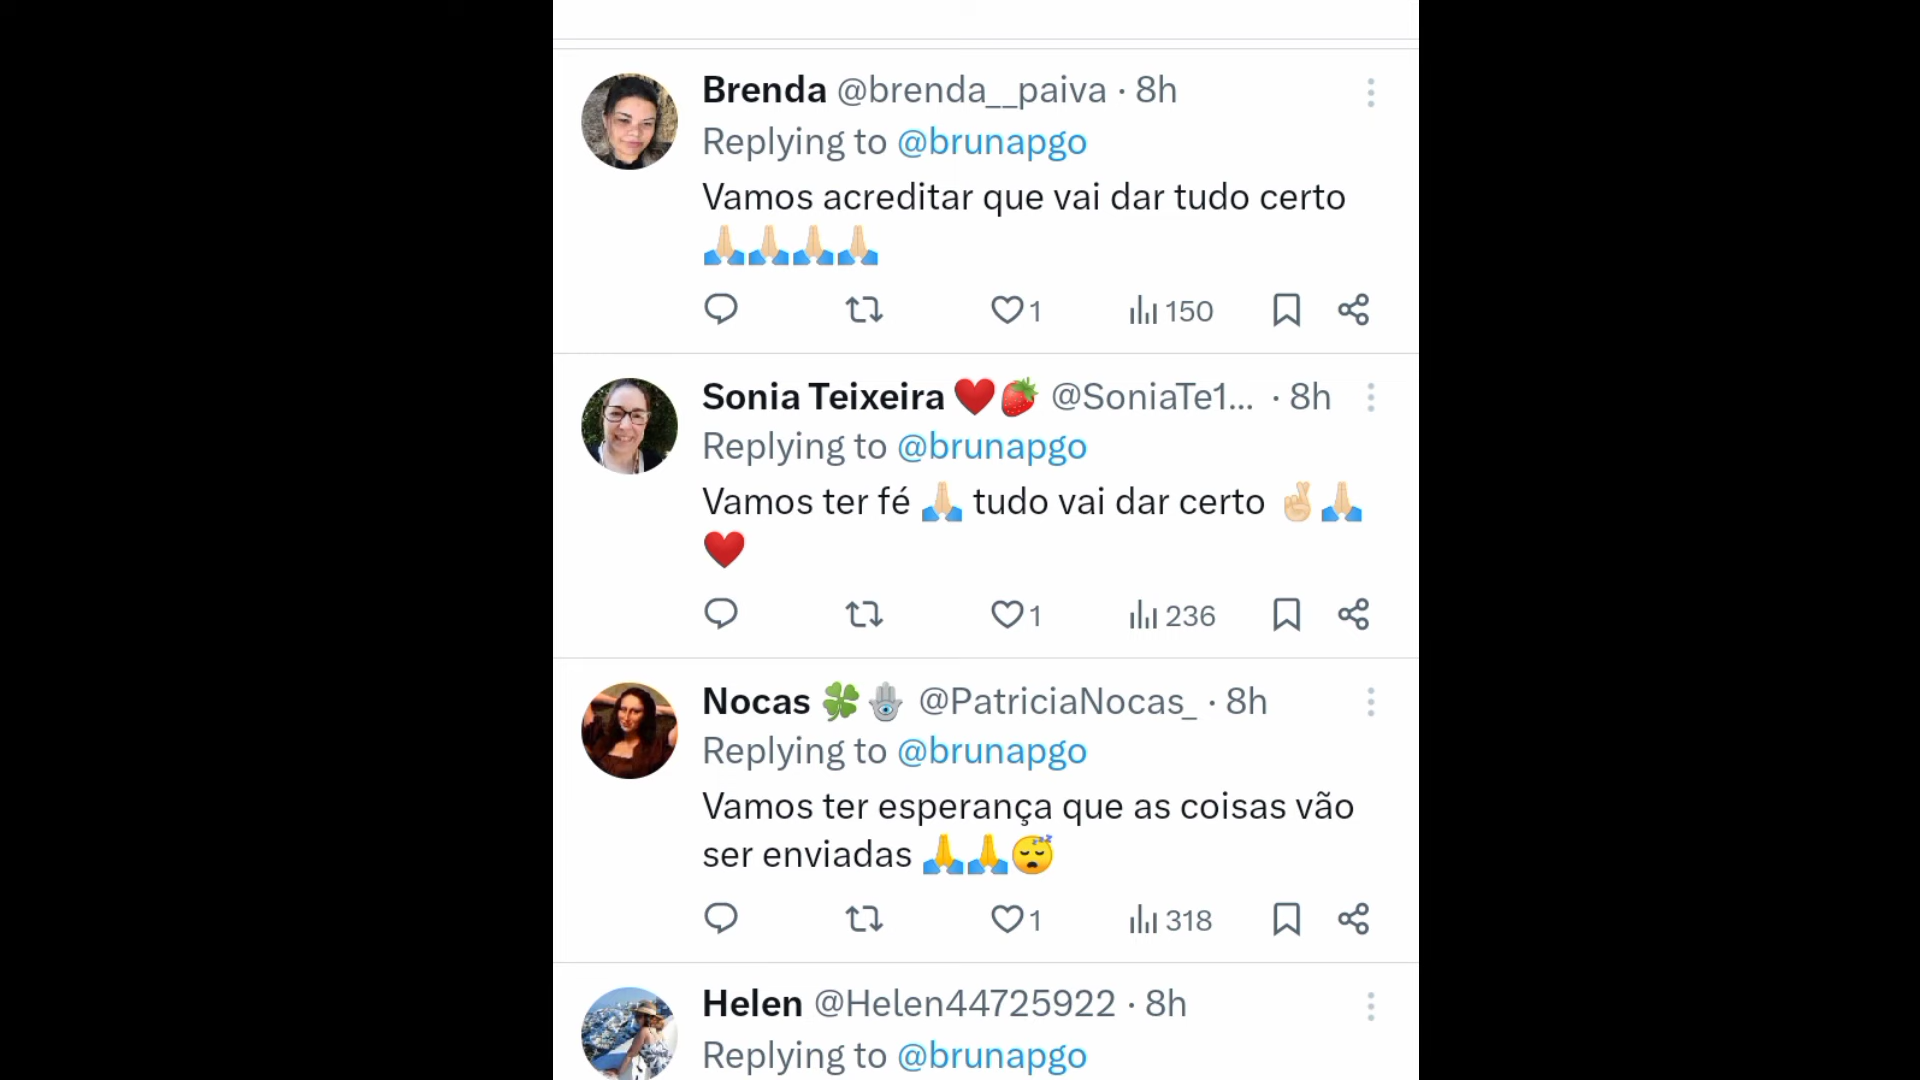 Brenda @brenda__paiva · 8h
Replying to @brunapgo
Vamos acreditar que vai dar tudo certo
🙏🏻🙏🏻🙏🏻🙏🏻
1 150
Sonia Teixeira ❤️🍓 @SoniaTe1... · 8h
Replying to @brunapgo
Vamos ter fé 🙏🏻 tudo vai dar certo 🤞🏻🙏🏻
❤️
1 236
Nocas 🍀🪬 @PatriciaNocas_ · 8h
Replying to @brunapgo
Vamos ter esperança que as coisas vão
ser enviadas 🙏🙏😴
1 318
Helen @Helen44725922 · 8h
Replying to @brunapgo